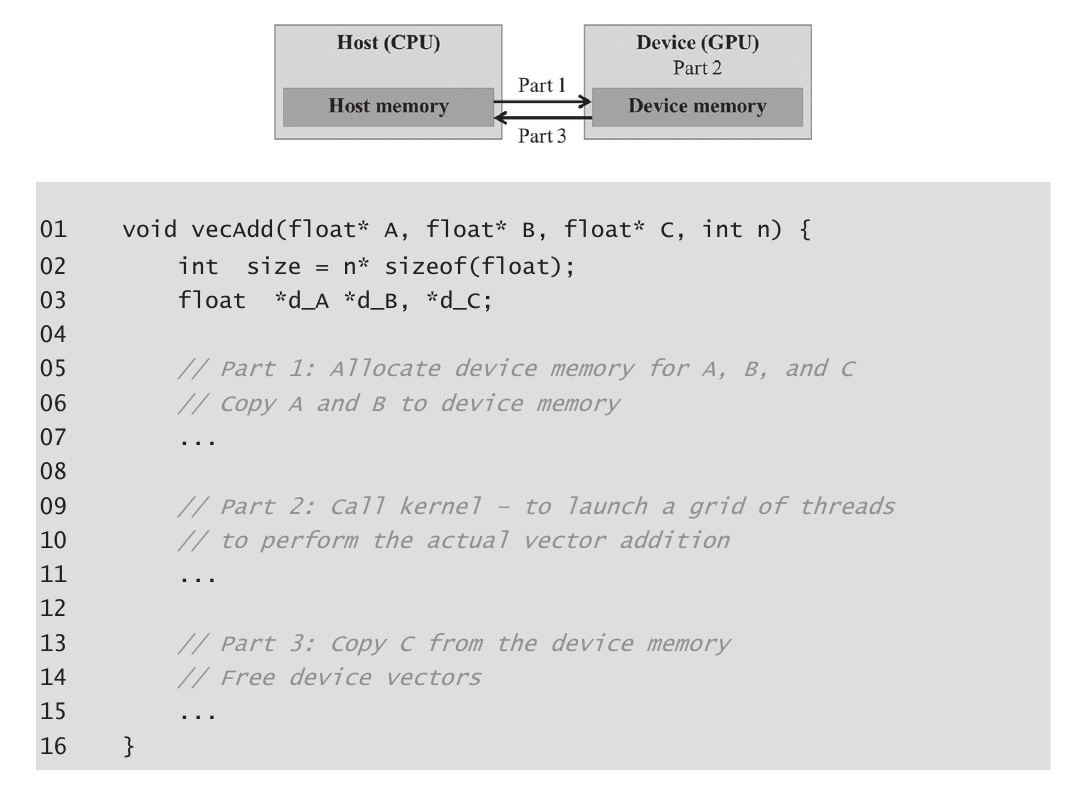 Host (CPU)
Device (GPU)
Part 2
Part 1
Host memory
Device memory
Part 3
01 void vecAdd(float* A, float* B, float* C, int n) {
02 int size = n* sizeof(float);
03 float *d_A *d_B, *d_C;
04
05 // Part 1: Allocate device memory for A, B, and C
06 // Copy A and B to device memory
07 ...
08
09 // Part 2: Call kernel – to launch a grid of threads
10 // to perform the actual vector addition
11 ...
12
13 // Part 3: Copy C from the device memory
14 // Free device vectors
15 ...
16 }